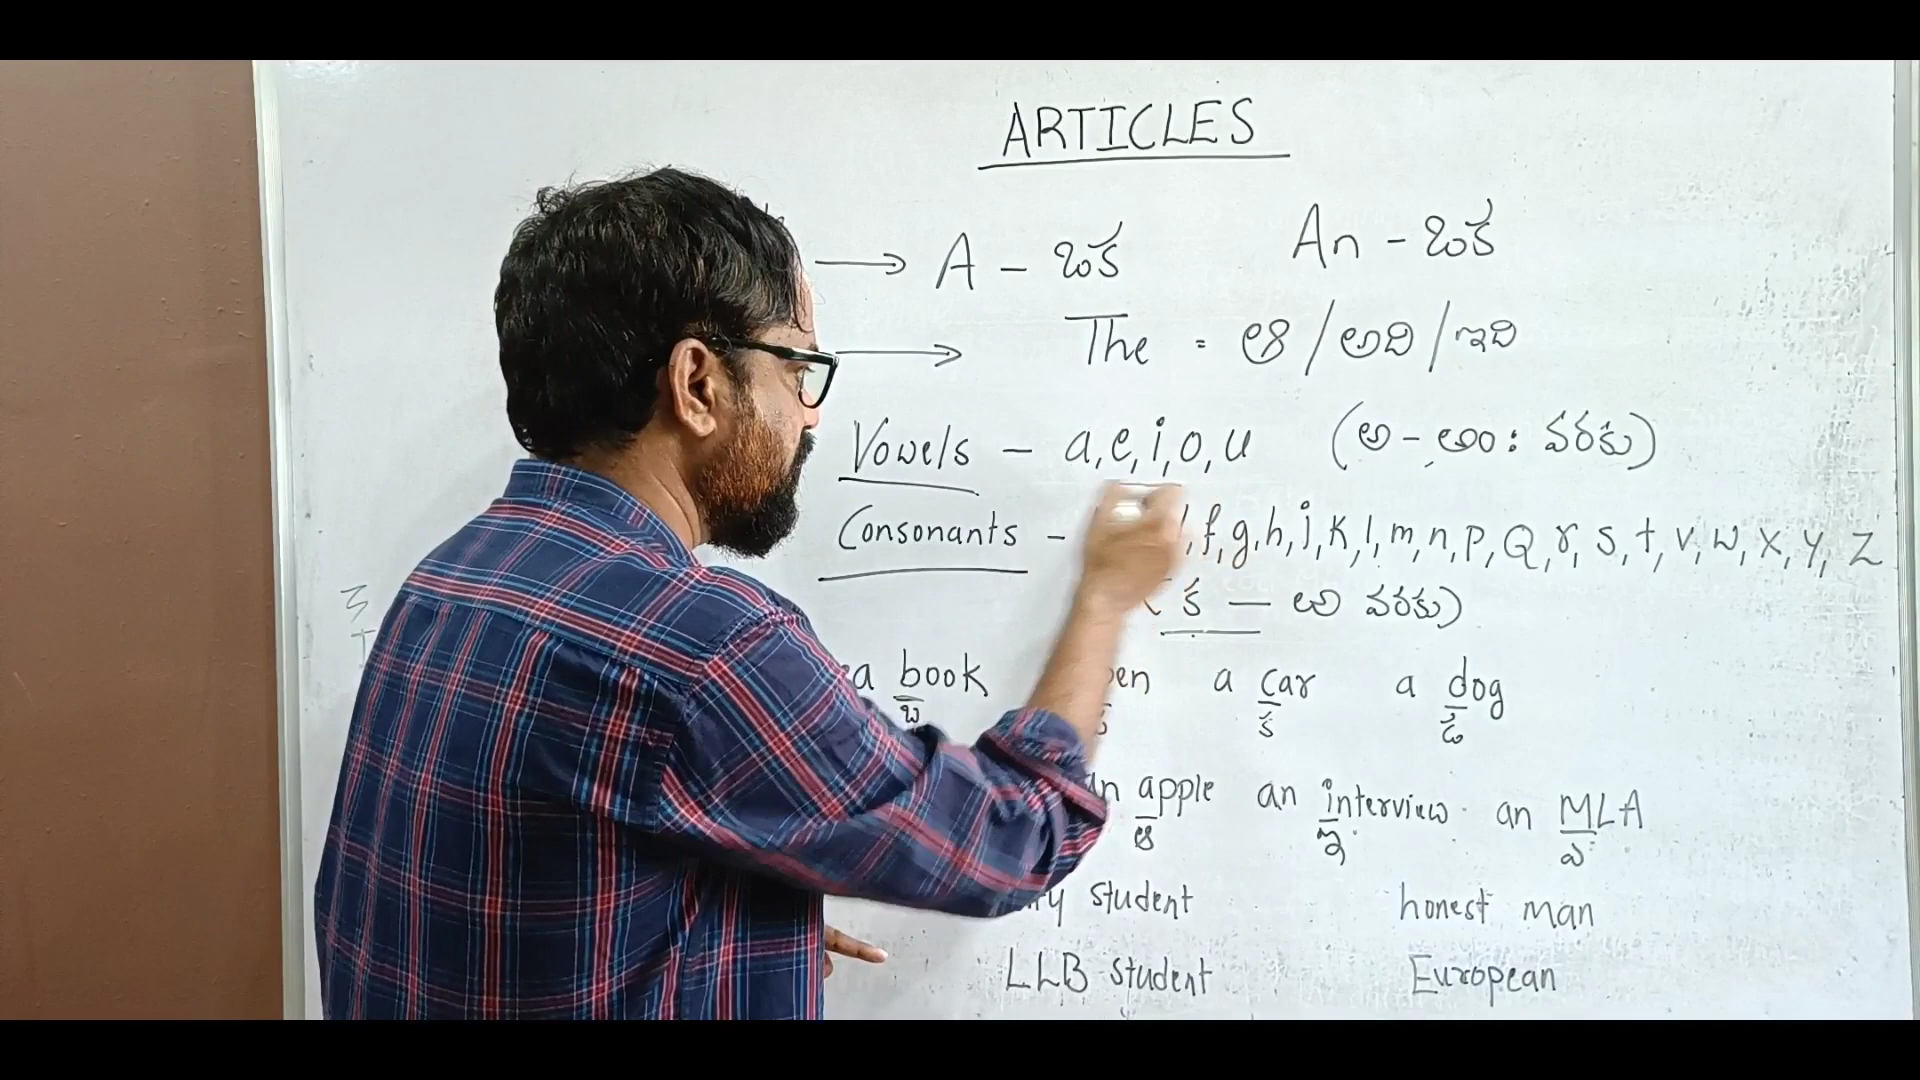 ARTICLES
A - ఒక An - ఒక
The = ఆ / అది / ఇది
Vowels - a, e, i, o, u (అ - అం: వరకు)
Consonants - f, g, h, j, k, l, m, n, p, Q, r, s, t, v, w, x, y, z
క — ఱ వరకు)
a book a car a dog
బ క డ
apple an interview an MLA
ఆ ఇ ఎ
student honest man
LLB student European